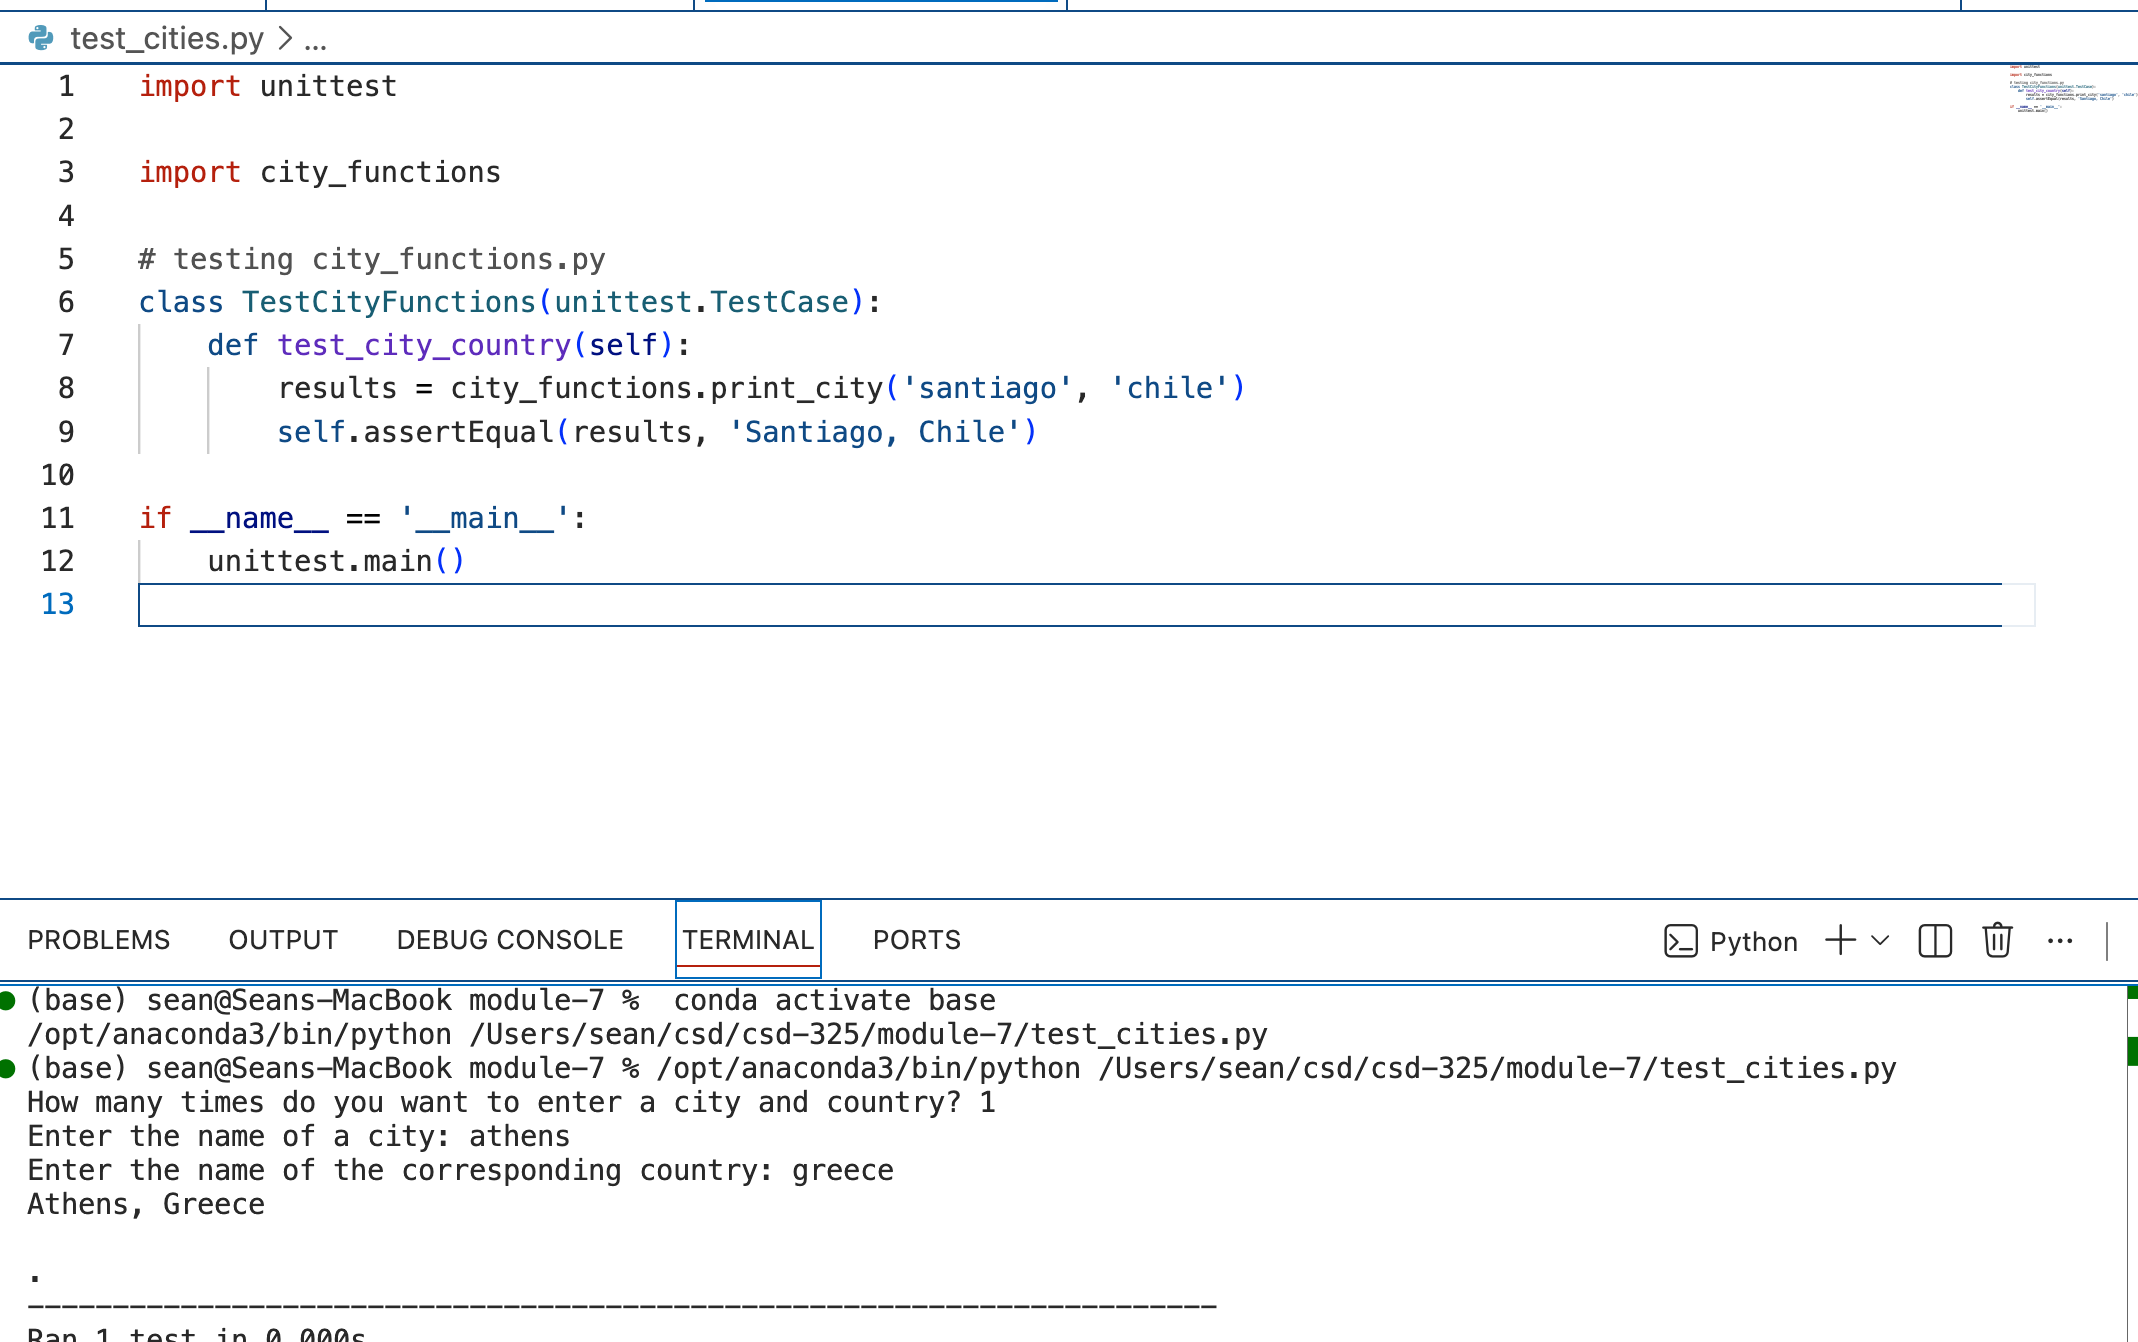 test_cities.py > ...
1 import unittest
2
3 import city_functions
4
5 # testing city_functions.py
6 class TestCityFunctions(unittest.TestCase):
7     def test_city_country(self):
8         results = city_functions.print_city('santiago', 'chile')
9         self.assertEqual(results, 'Santiago, Chile')
10
11 if __name__ == '__main__':
12     unittest.main()
13
PROBLEMS OUTPUT DEBUG CONSOLE TERMINAL PORTS Python
(base) sean@Seans-MacBook module-7 %  conda activate base
/opt/anaconda3/bin/python /Users/sean/csd/csd-325/module-7/test_cities.py
(base) sean@Seans-MacBook module-7 % /opt/anaconda3/bin/python /Users/sean/csd/csd-325/module-7/test_cities.py
How many times do you want to enter a city and country? 1
Enter the name of a city: athens
Enter the name of the corresponding country: greece
Athens, Greece

.
----------------------------------------------------------------------
Ran 1 test in 0.000s